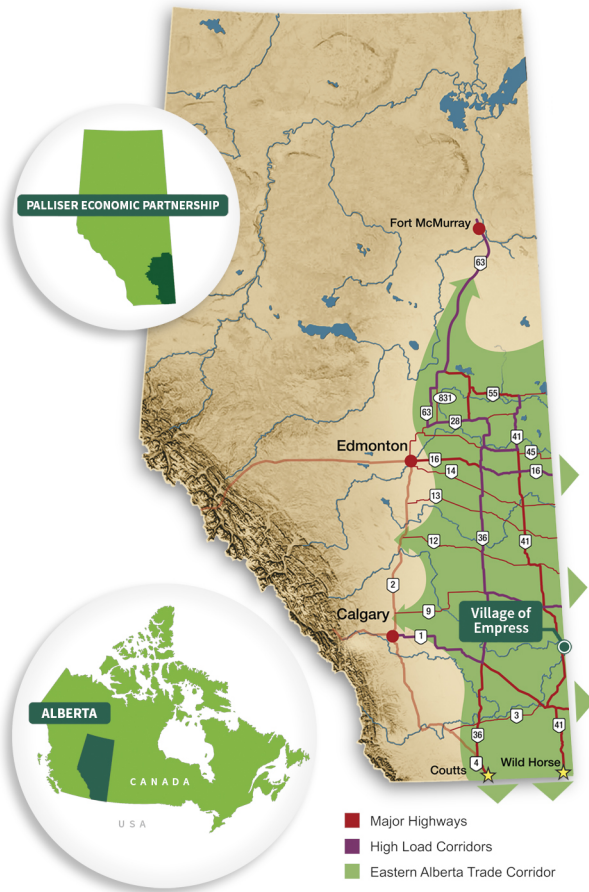 PALLISER ECONOMIC PARTNERSHIP
Fort McMurray
63
55
831
63
28
41
45
Edmonton
16
14
16
13
36
12
41
2
Calgary
9
Village of
Empress
1
ALBERTA
CANADA
USA
3
36
41
4
Coutts
Wild Horse
Major Highways
High Load Corridors
Eastern Alberta Trade Corridor